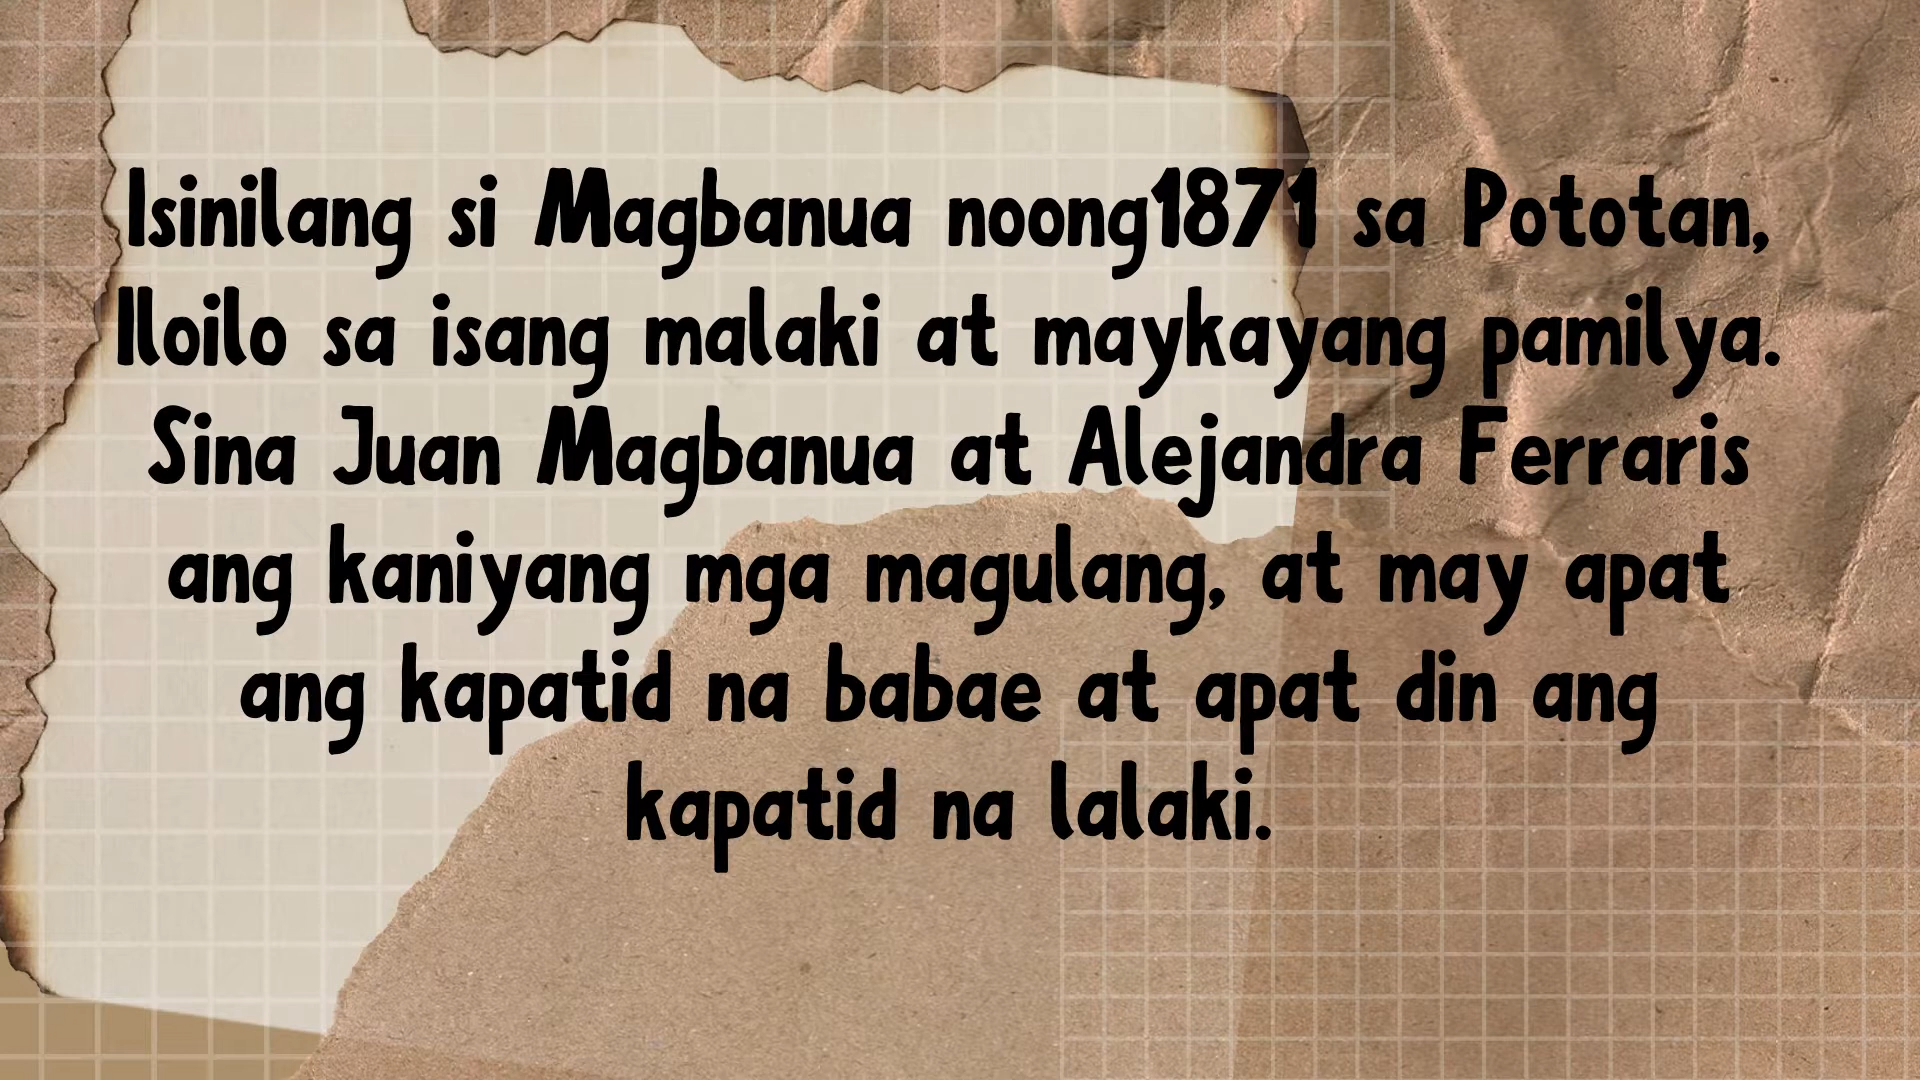 Isinilang si Magbanua noong1871 sa Pototan,
Iloilo sa isang malaki at maykayang pamilya.
Sina Juan Magbanua at Alejandra Ferraris
ang kaniyang mga magulang, at may apat
ang kapatid na babae at apat din ang
kapatid na lalaki.